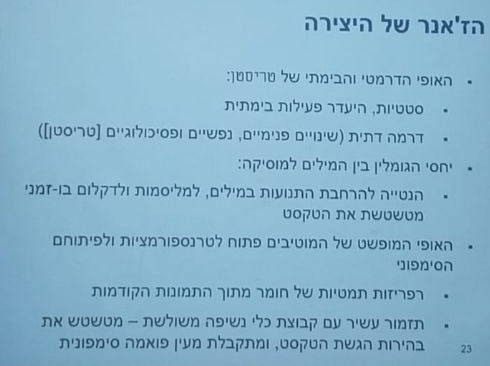 הז'אנר של היצירה
• האופי הדרמטי והבימתי של טריסטן:
• סטטיות, היעדר פעילות בימתית
• דרמה דתית (שינויים פנימיים, נפשיים ופסיכולוגיים [טריסטן])
• יחסי הגומלין בין המילים למוסיקה:
• הנטייה להרחבת התנועות במילים, למליסמות ולדקלום בו-זמני
מטשטשת את הטקסט
• האופי המופשט של המוטיבים פתוח לטרנספורמציות ולפיתוחם
הסימפוני
• רפריזות תמטיות של חומר מתוך התמונות הקודמות
• תזמור עשיר עם קבוצת כלי נשיפה משולשת – מטשטש את
בהירות הגשת הטקסט, ומתקבלת מעין פואמה סימפונית
23